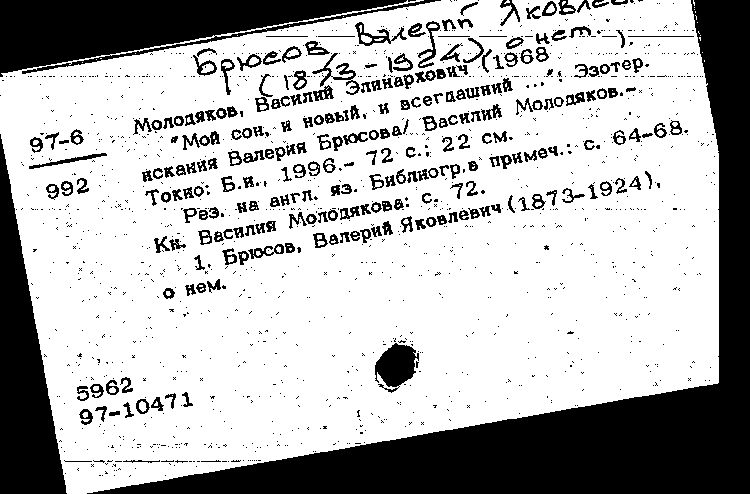 Брюсов, Валерий Яковлев
(1873-1924), о нем.
Молодяков, Василий Элинархович (1968 ).
"Мой сон, и новый, и всегдашний ...": Эзотер.
искания Валерия Брюсова/ Василий Молодяков.-
Токио: Б.и., 1996.- 72 с.; 22 см.
Рез. на англ. яз. Библиогр.в примеч.: с. 64-68.
Кн. Василия Молодякова: с. 72.
1. Брюсов, Валерий Яковлевич (1873-1924),
о нем.
97-6
992
5962
97-10471